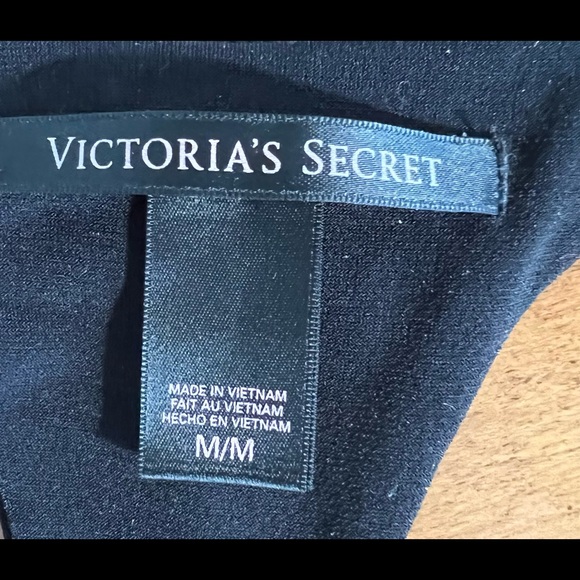 VICTORIA'S SECRET
MADE IN VIETNAM
FAIT AU VIETNAM
HECHO EN VIETNAM
M/M